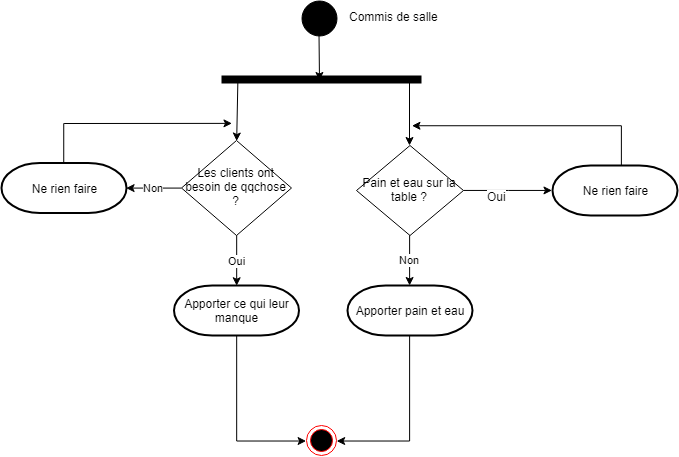 Commis de salle
Les clients ont
besoin de qqchose
?
Pain et eau sur la
table ?
Ne rien faire
Non
Oui
Ne rien faire
Oui
Non
Apporter ce qui leur
manque
Apporter pain et eau